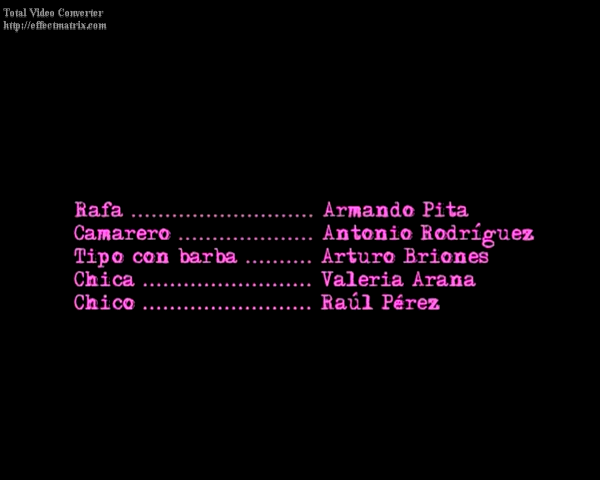 Total Video Converter
http://effectmatrix.com
Rafa ............................ Armando Pita
Camarero ..................... Antonio Rodríguez
Tipo con barba .......... Arturo Briones
Chica .......................... Valeria Arana
Chico .......................... Raúl Pérez